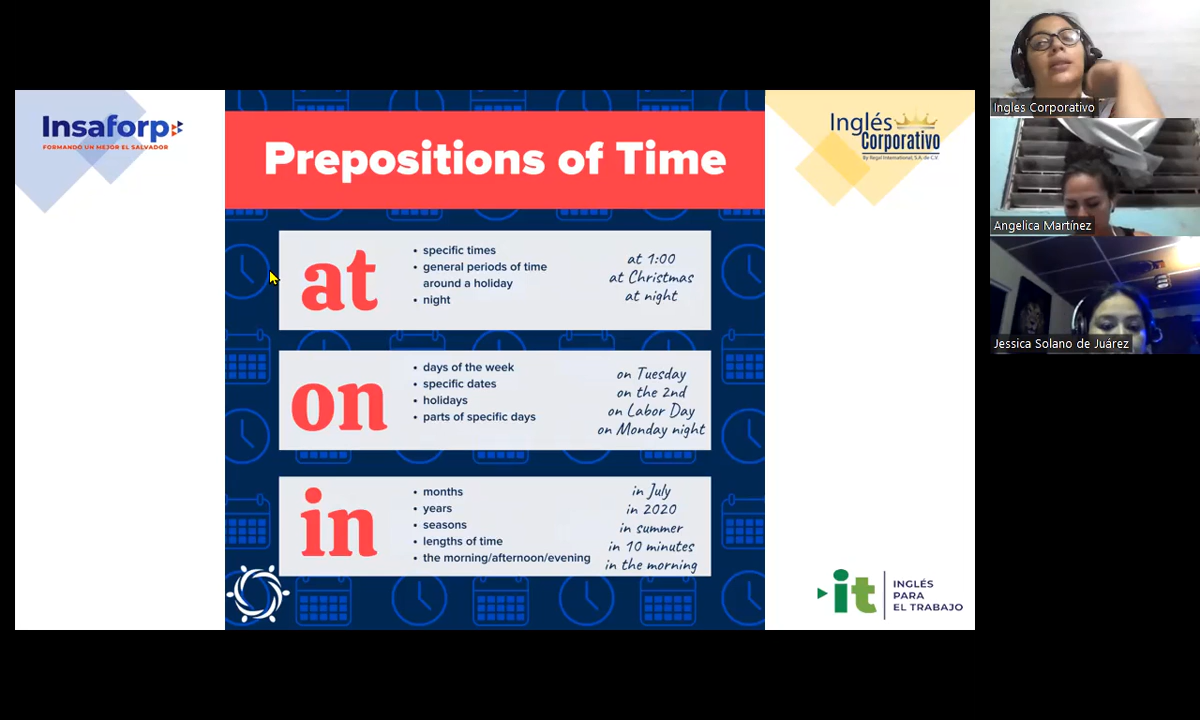 Insaforp
FORMANDO UN MEJOR EL SALVADOR
Prepositions of Time
Inglés
Corporativo
By Regal International, S.A. de C.V.
at
• specific times
• general periods of time
around a holiday
• night
at 1:00
at Christmas
at night
on
• days of the week
• specific dates
• holidays
• parts of specific days
on Tuesday
on the 2nd
on Labor Day
on Monday night
in
• months
• years
• seasons
• lengths of time
• the morning/afternoon/evening
in July
in 2020
in summer
in 10 minutes
in the morning
it
INGLÉS
PARA
EL TRABAJO
Ingles Corporativo
Angelica Martínez
Jessica Solano de Juárez